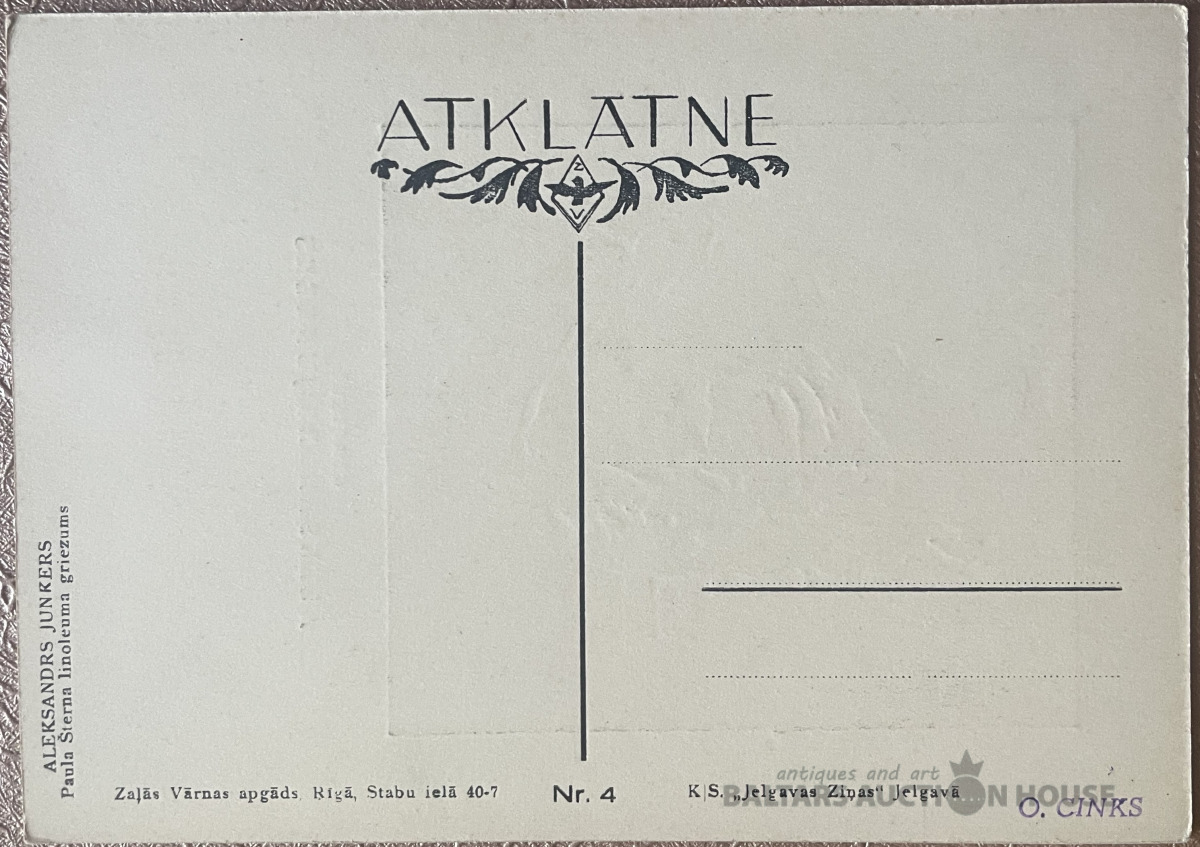 ATKLĀTNE
Z
V
ALEKSANDRS JUNKERS
Paula Šterna linoleuma griezums
Zaļās Vārnas apgāds, Rīgā, Stabu ielā 40-7
Nr. 4
K|S. „Jelgavas Ziņas“ Jelgavā
antiques and art
BALTARS AUCTION HOUSE
O. CINKS